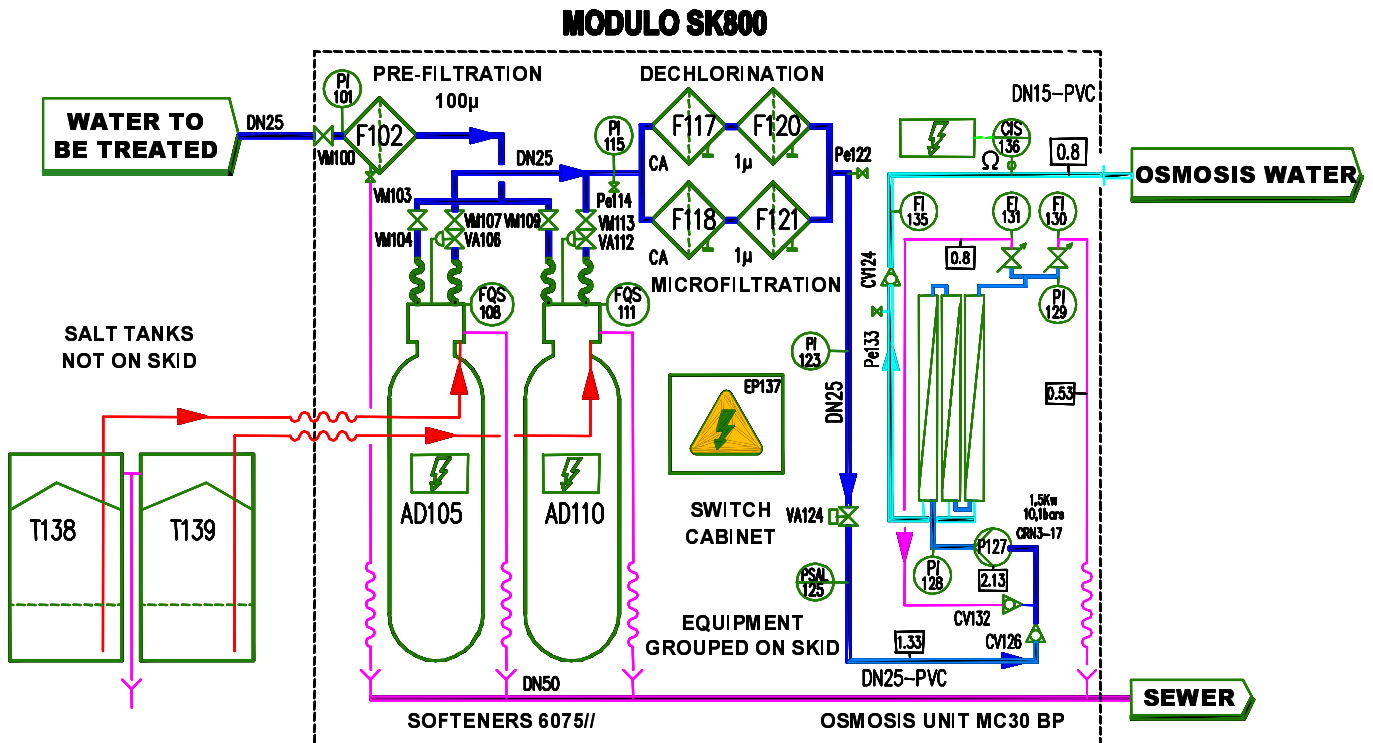 MODULO SK800
PRE-FILTRATION
100µ
DECHLORINATION
DN15-PVC
WATER TO
BE TREATED
DN25
PI
101
F102
VM100
VM103
DN25
PI
115
Pe114
F117
F120
CA
1µ
F118
F121
CA
1µ
MICROFILTRATION
Pe122
CIS
136
Ω
0.8
OSMOSIS WATER
VM104
VM107
VA106
VM109
VM113
VA112
FI
135
FI
131
FI
130
0.8
CV124
PI
129
FQS
108
FQS
111
SALT TANKS
NOT ON SKID
PI
123
DN25
Pe133
0.53
EP137
T138
T139
AD105
AD110
SWITCH
CABINET
VA124
1,5Kw
10,1bars
CRN3-17
P127
2.13
PI
128
PSAL
125
CV132
CV126
EQUIPMENT
GROUPED ON SKID
1.33
DN25-PVC
DN50
SEWER
SOFTENERS 6075//
OSMOSIS UNIT MC30 BP